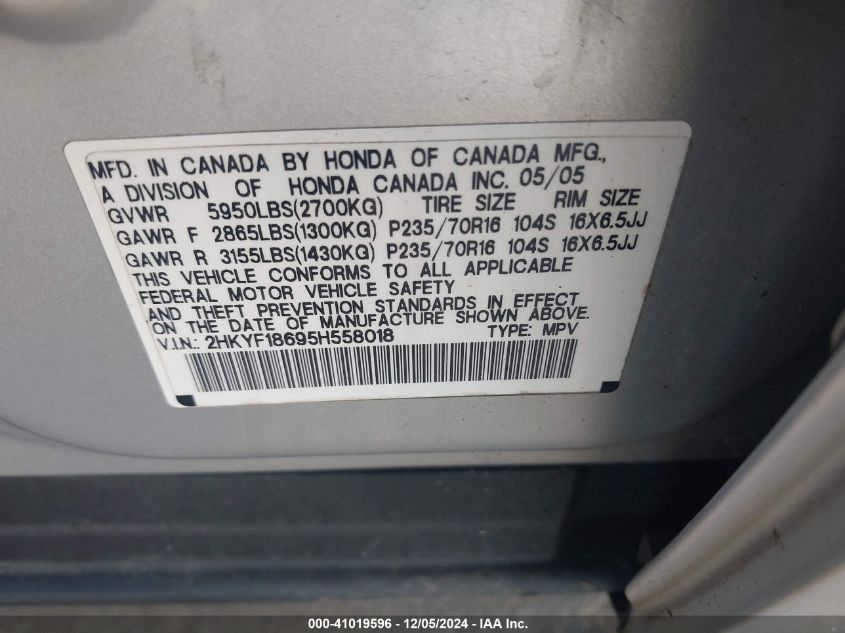 MFD. IN CANADA BY HONDA OF CANADA MFG.,
A DIVISION OF HONDA CANADA INC. 05/05
GVWR 5950LBS(2700KG) TIRE SIZE RIM SIZE
GAWR F 2865LBS(1300KG) P235/70R16 104S 16X6.5JJ
GAWR R 3155LBS(1430KG) P235/70R16 104S 16X6.5JJ
THIS VEHICLE CONFORMS TO ALL APPLICABLE
FEDERAL MOTOR VEHICLE SAFETY
AND THEFT PREVENTION STANDARDS IN EFFECT
ON THE DATE OF MANUFACTURE SHOWN ABOVE.
V.I.N.: 2HKYF18695H558018 TYPE: MPV
000-41019596 - 12/05/2024 - IAA Inc.